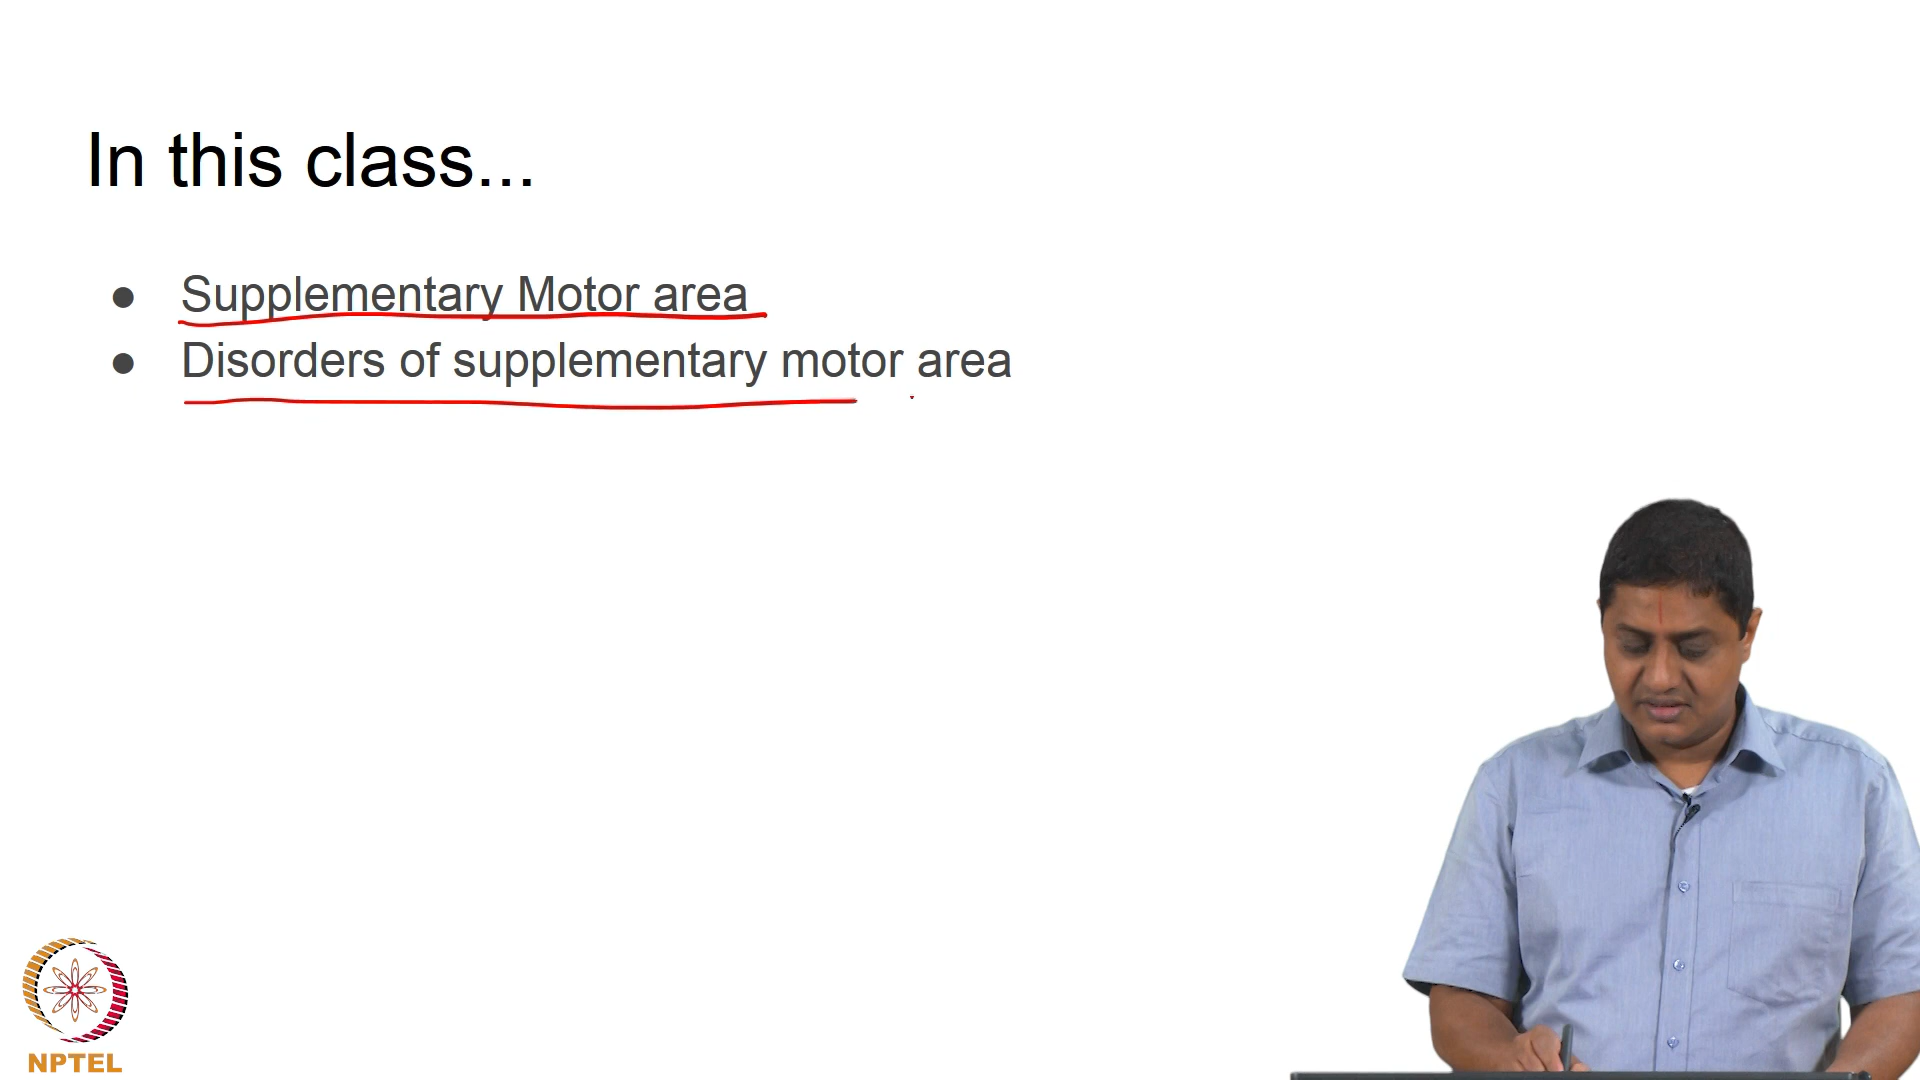 In this class...
● Supplementary Motor area
● Disorders of supplementary motor area
NPTEL